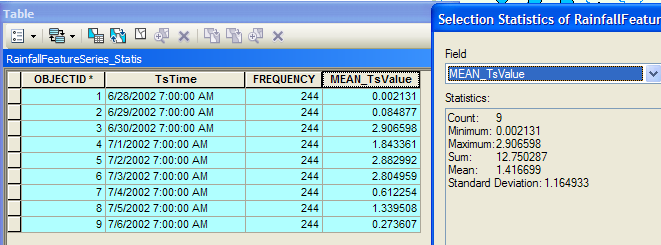 Table
RainfallFeatureSeries_Statis
OBJECTID * TsTime FREQUENCY MEAN_TsValue
1 6/28/2002 7:00:00 AM 244 0.002131
2 6/29/2002 7:00:00 AM 244 0.084877
3 6/30/2002 7:00:00 AM 244 2.906598
4 7/1/2002 7:00:00 AM 244 1.843361
5 7/2/2002 7:00:00 AM 244 2.882992
6 7/3/2002 7:00:00 AM 244 2.804959
7 7/4/2002 7:00:00 AM 244 0.612254
8 7/5/2002 7:00:00 AM 244 1.339508
9 7/6/2002 7:00:00 AM 244 0.273607
Selection Statistics of RainfallFeature
Field
MEAN_TsValue
Statistics:
Count: 9
Minimum: 0.002131
Maximum: 2.906598
Sum: 12.750287
Mean: 1.416699
Standard Deviation: 1.164933